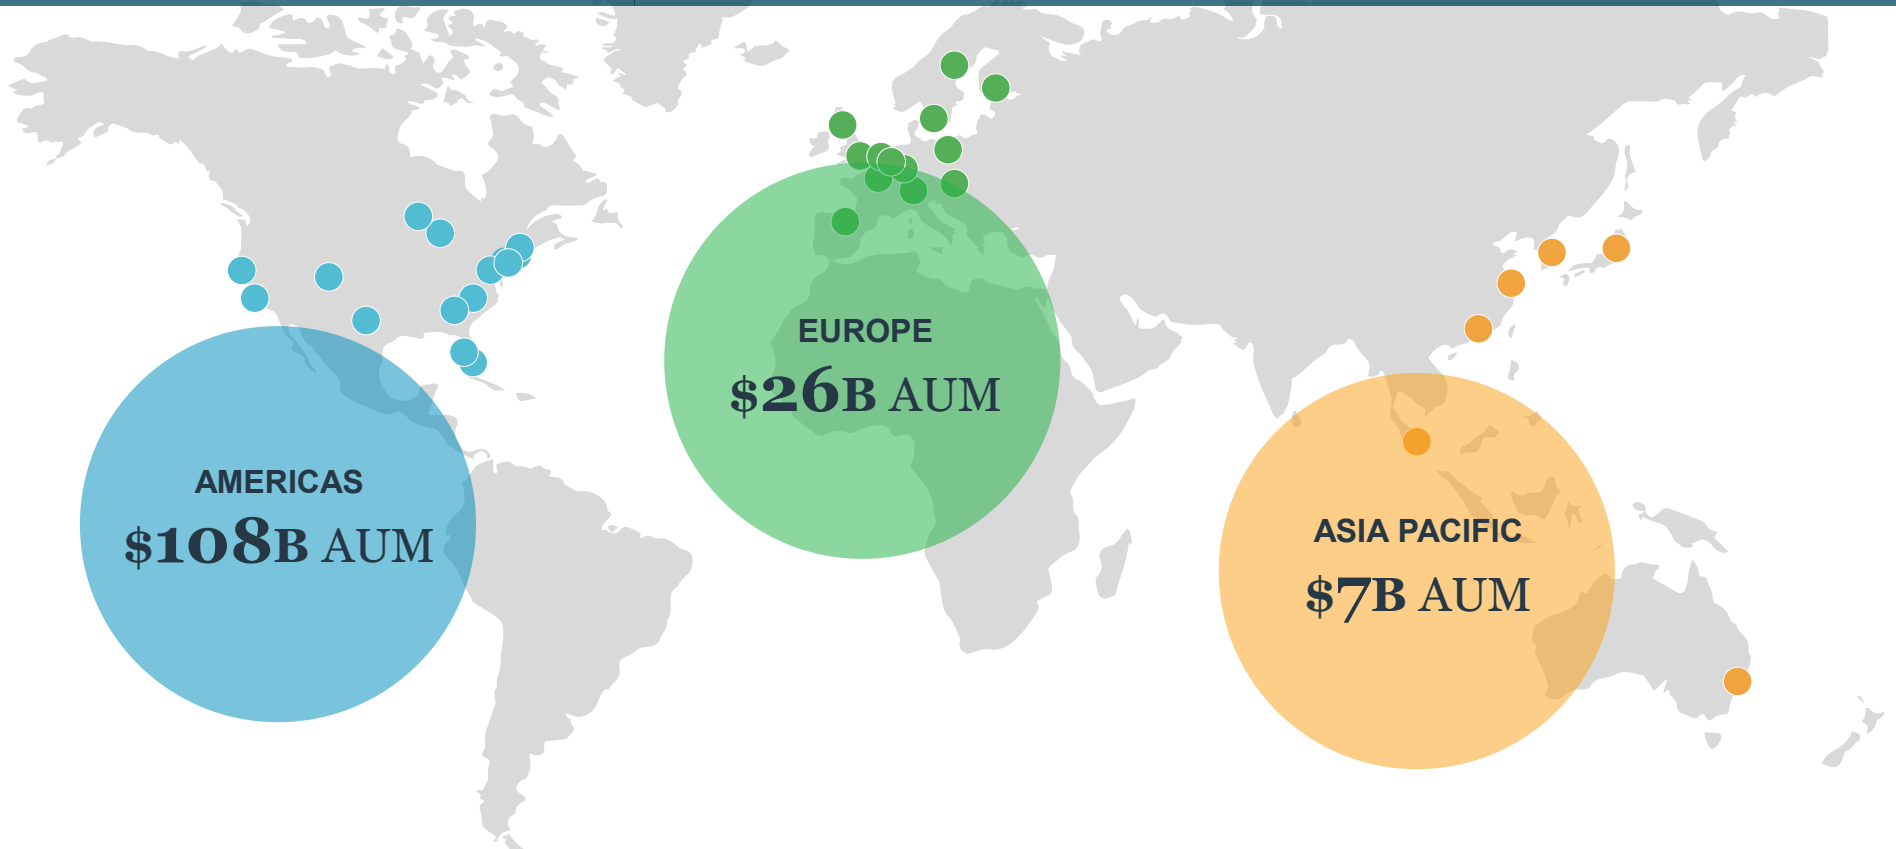 AMERICAS
$108B AUM
EUROPE
$26B AUM
ASIA PACIFIC
$7B AUM